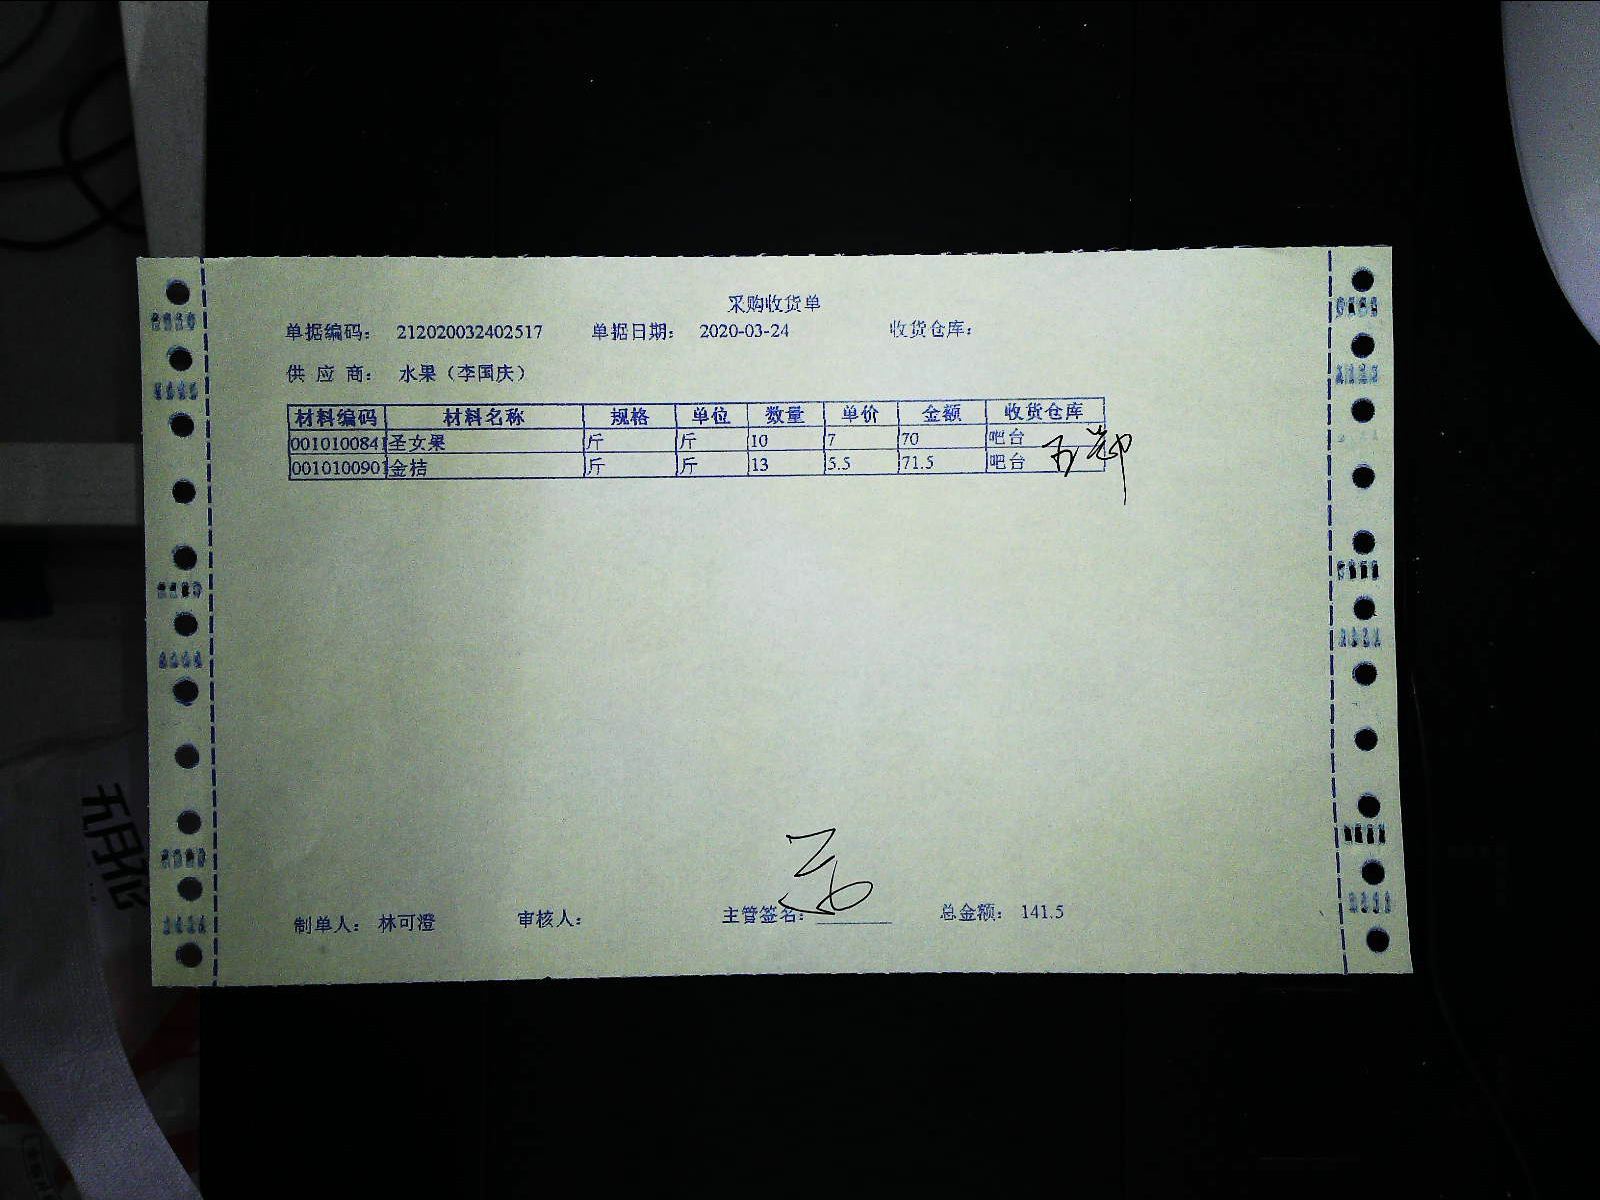 采购收货单
单据编码: 212020032402517 单据日期: 2020-03-24 收货仓库:
供 应 商: 水果（李国庆）
材料编码 材料名称 规格 单位 数量 单价 金额 收货仓库
0010100841 圣女果 斤 斤 10 7 70 吧台
0010100901 金桔 斤 斤 13 5.5 71.5 吧台
制单人: 林可澄 审核人: 主管签名: 总金额: 141.5